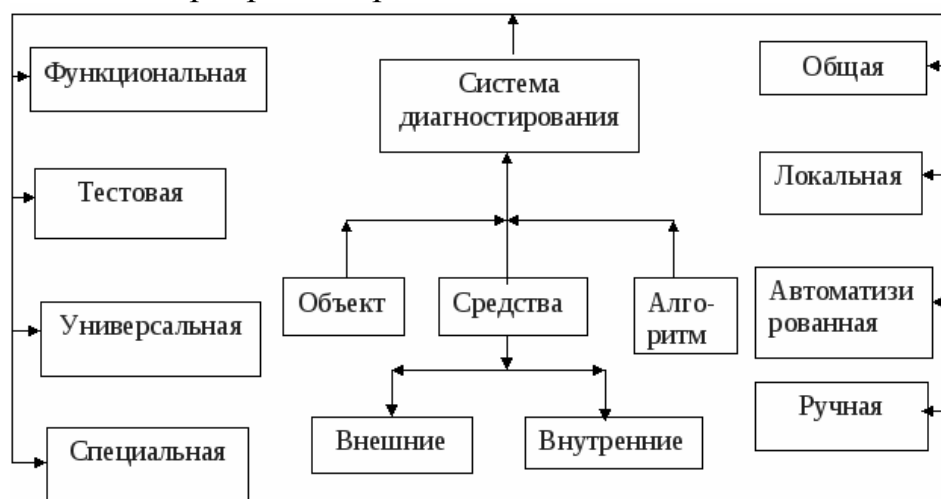 Функциональная
Система
диагностирования
Общая
Тестовая
Локальная
Объект
Средства
Алго-
ритм
Автоматизи
рованная
Универсальная
Ручная
Внешние
Внутренние
Специальная